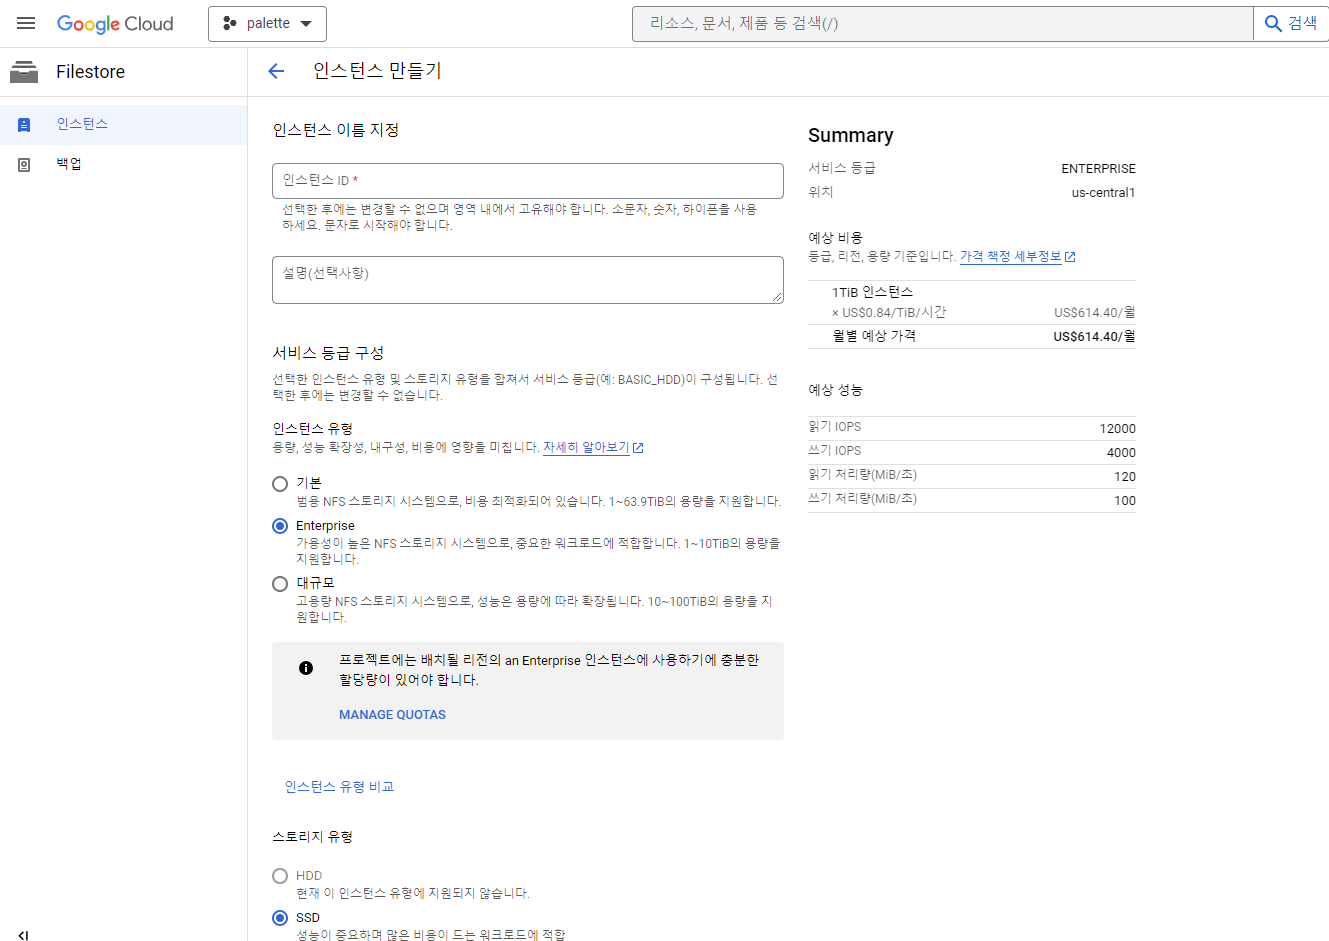 Google Cloud
palette
리소스, 문서, 제품 등 검색(/)
검색
Filestore
인스턴스 만들기
인스턴스
백업
인스턴스 이름 지정
인스턴스 ID *
선택한 후에는 변경할 수 없으며 영역 내에서 고유해야 합니다. 소문자, 숫자, 하이픈을 사용
하세요. 문자로 시작해야 합니다.
설명(선택사항)
서비스 등급 구성
선택한 인스턴스 유형 및 스토리지 유형을 합쳐서 서비스 등급(예: BASIC_HDD)이 구성됩니다. 선
택한 후에는 변경할 수 없습니다.
인스턴스 유형
용량, 성능 확장성, 내구성, 비용에 영향을 미칩니다. 자세히 알아보기
기본
범용 NFS 스토리지 시스템으로, 비용 최적화되어 있습니다. 1~63.9TiB의 용량을 지원합니다.
Enterprise
가용성이 높은 NFS 스토리지 시스템으로, 중요한 워크로드에 적합합니다. 1~10TiB의 용량을
지원합니다.
대규모
고용량 NFS 스토리지 시스템으로, 성능은 용량에 따라 확장됩니다. 10~100TiB의 용량을 지
원합니다.
프로젝트에는 배치될 리전의 an Enterprise 인스턴스에 사용하기에 충분한
할당량이 있어야 합니다.
MANAGE QUOTAS
인스턴스 유형 비교
스토리지 유형
HDD
현재 이 인스턴스 유형에 지원되지 않습니다.
SSD
성능이 중요하며 많은 비용이 드는 워크로드에 적합
Summary
서비스 등급 ENTERPRISE
위치 us-central1
예상 비용
등급, 리전, 용량 기준입니다. 가격 책정 세부정보
1TiB 인스턴스
× US$0.84/TiB/시간 US$614.40/월
월별 예상 가격 US$614.40/월
예상 성능
읽기 IOPS 12000
쓰기 IOPS 4000
읽기 처리량(MiB/초) 120
쓰기 처리량(MiB/초) 100